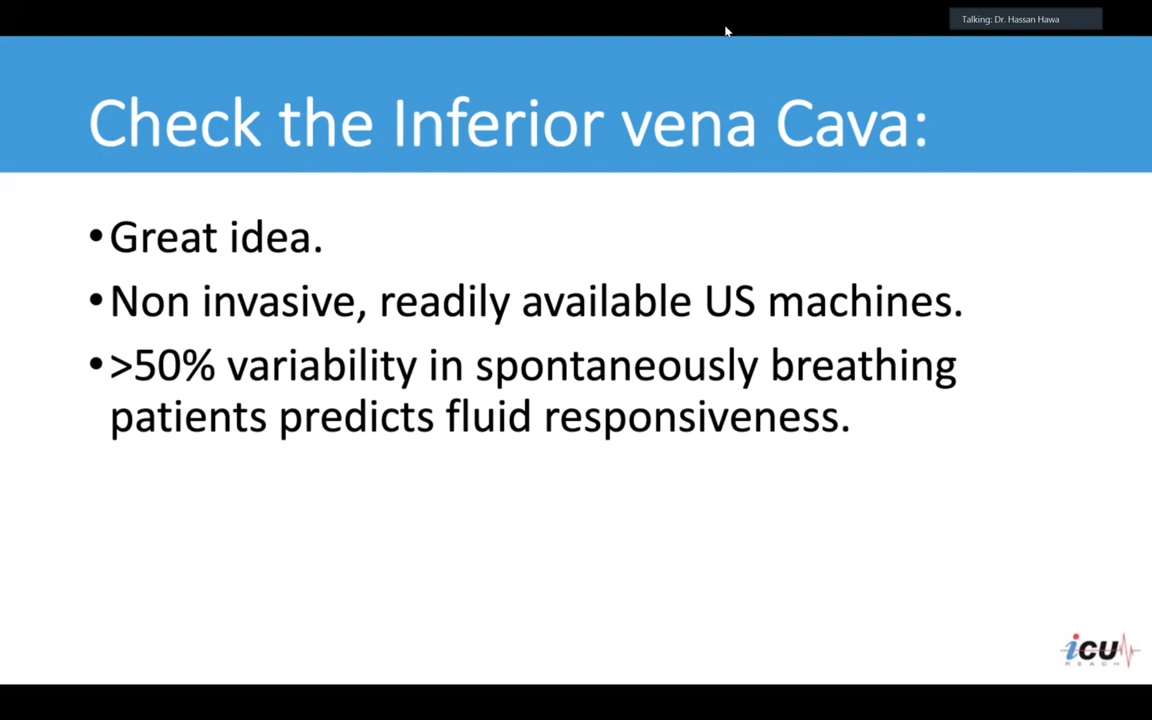 Talking: Dr. Hassan Hawa
Check the Inferior vena Cava:
•Great idea.
•Non invasive, readily available US machines.
•>50% variability in spontaneously breathing
patients predicts fluid responsiveness.
iCU
REACH